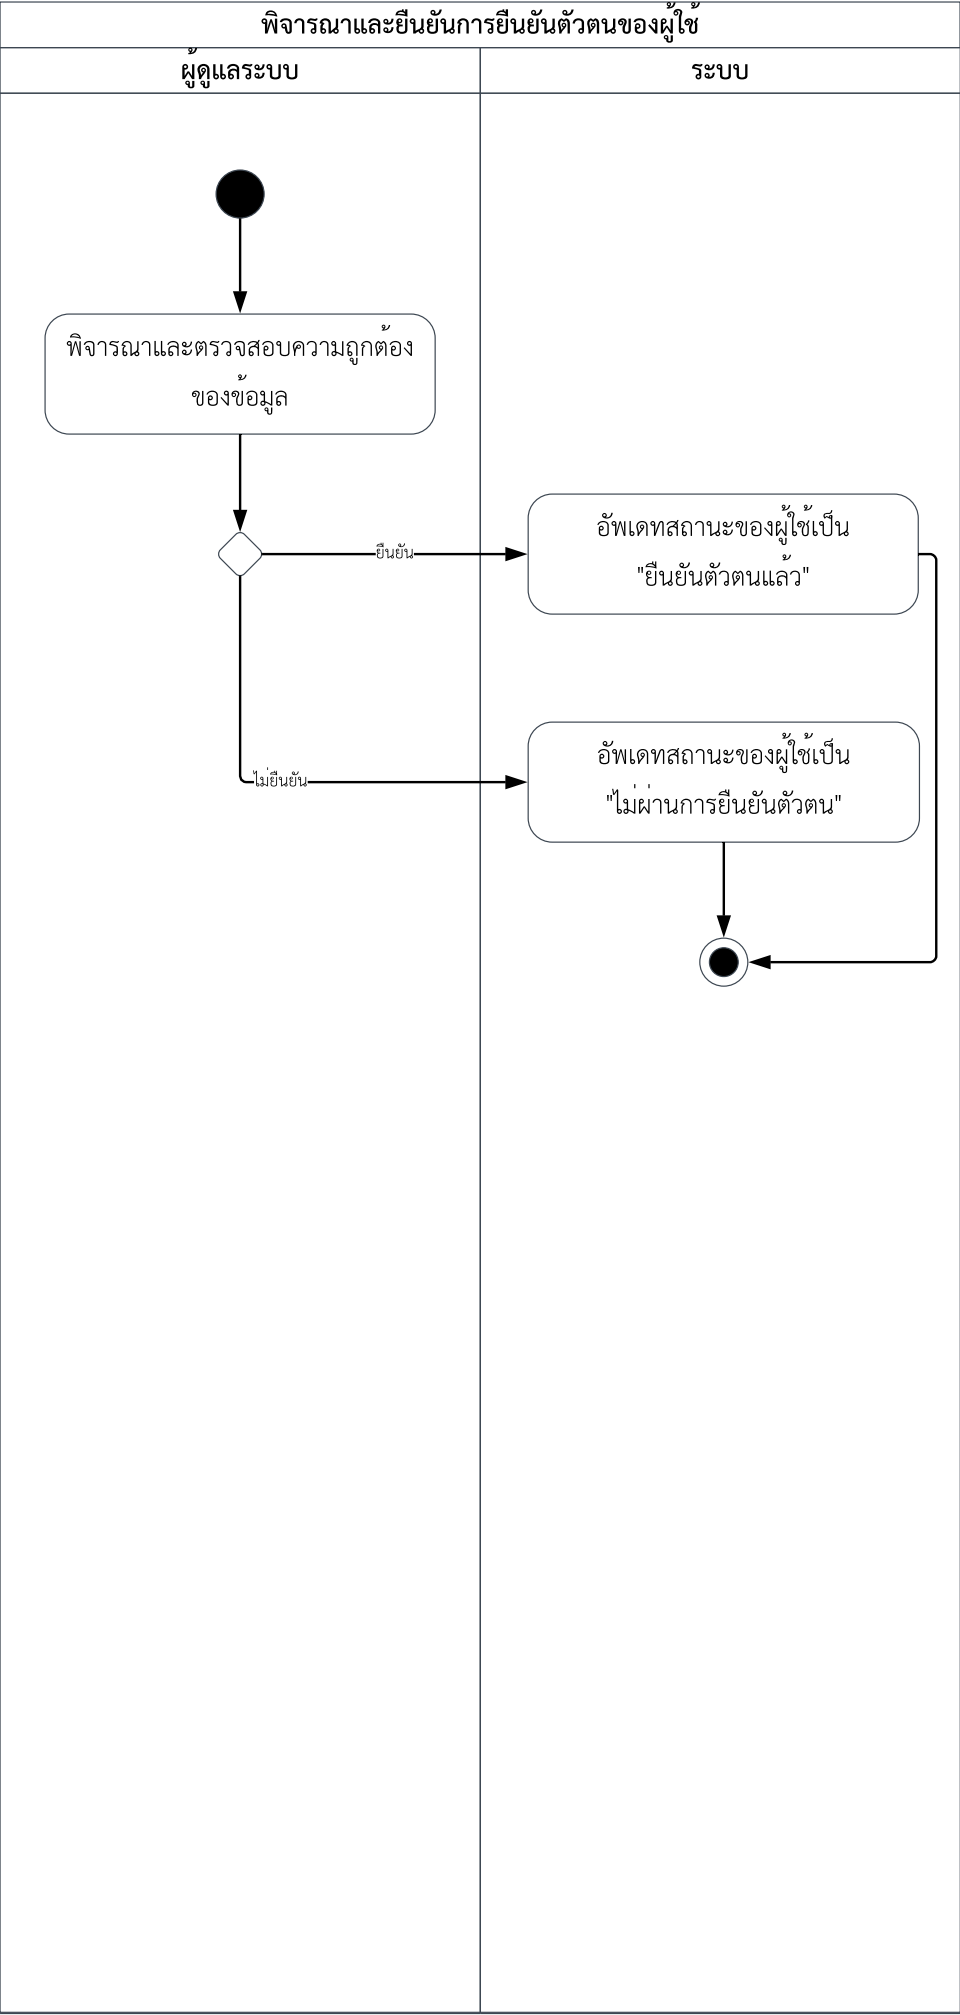 พิจารณาและยืนยันการยืนยันตัวตนของผู้ใช้
ผู้ดูแลระบบ
ระบบ
พิจารณาและตรวจสอบความถูกต้อง
ของข้อมูล
อัพเดทสถานะของผู้ใช้เป็น
"ยืนยันตัวตนแล้ว"
ยืนยัน
อัพเดทสถานะของผู้ใช้เป็น
"ไม่ผ่านการยืนยันตัวตน"
ไม่ยืนยัน